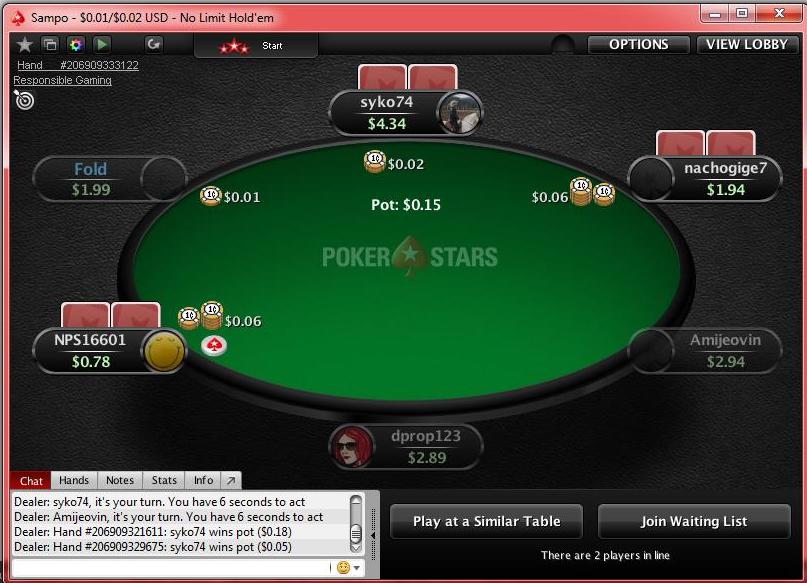 Sampo - $0.01/$0.02 USD - No Limit Hold'em
Start
OPTIONS
VIEW LOBBY
Hand #206909333122
Responsible Gaming
syko74
$4.34
nachogige7
$1.94
Fold
$1.99
$0.02
$0.01
$0.06
Pot: $0.15
POKER STARS
$0.06
NPS16601
$0.78
Amijeovin
$2.94
dprop123
$2.89
Chat
Hands
Notes
Stats
Info
Dealer: syko74, it's your turn. You have 6 seconds to act
Dealer: Amijeovin, it's your turn. You have 6 seconds to act
Dealer: Hand #206909321611: syko74 wins pot ($0.18)
Dealer: Hand #206909329675: syko74 wins pot ($0.05)
Play at a Similar Table
Join Waiting List
There are 2 players in line